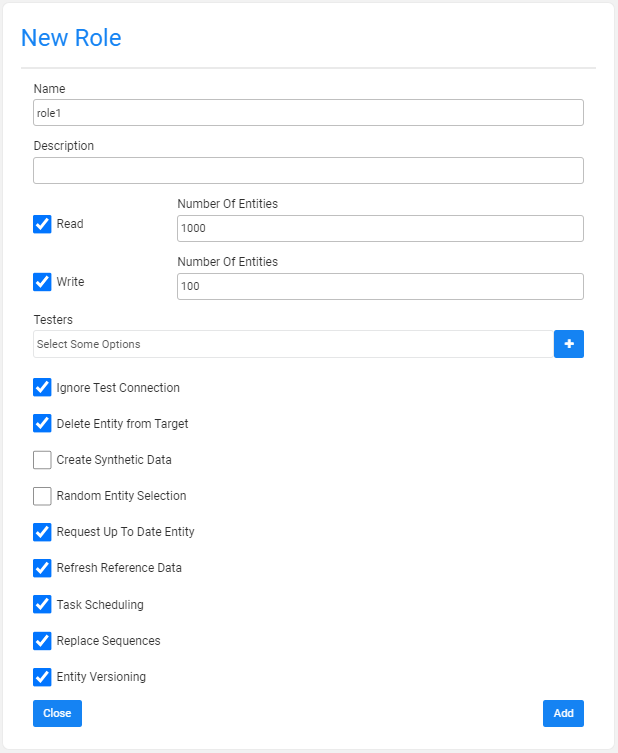 New Role
Name
role1
Description
Number Of Entities
Read
1000
Number Of Entities
Write
100
Testers
Select Some Options
Ignore Test Connection
Delete Entity from Target
Create Synthetic Data
Random Entity Selection
Request Up To Date Entity
Refresh Reference Data
Task Scheduling
Replace Sequences
Entity Versioning
Close Add